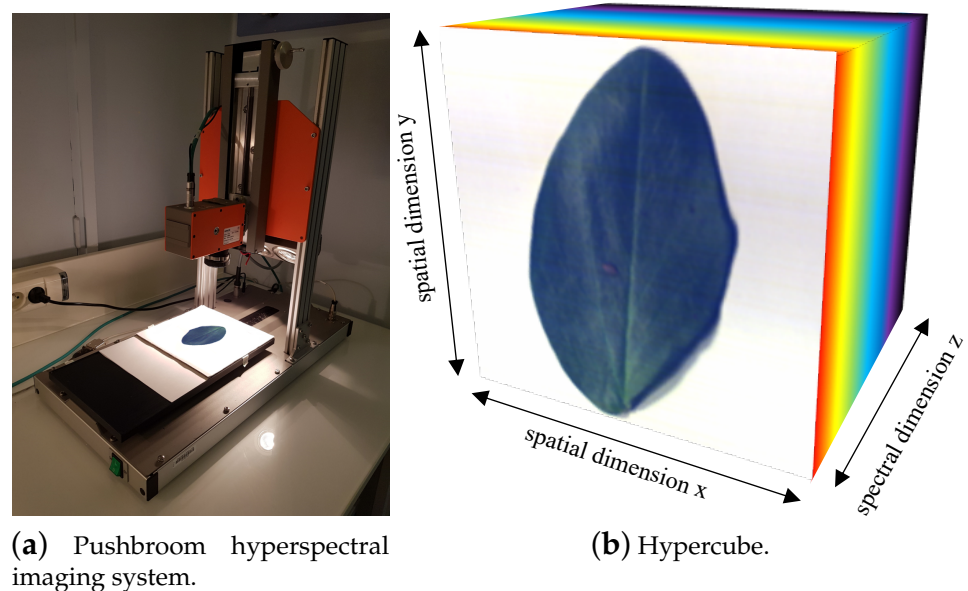 spatial dimension y
spatial dimension x
spectral dimension z
(a) Pushbroom hyperspectral
imaging system.
(b) Hypercube.